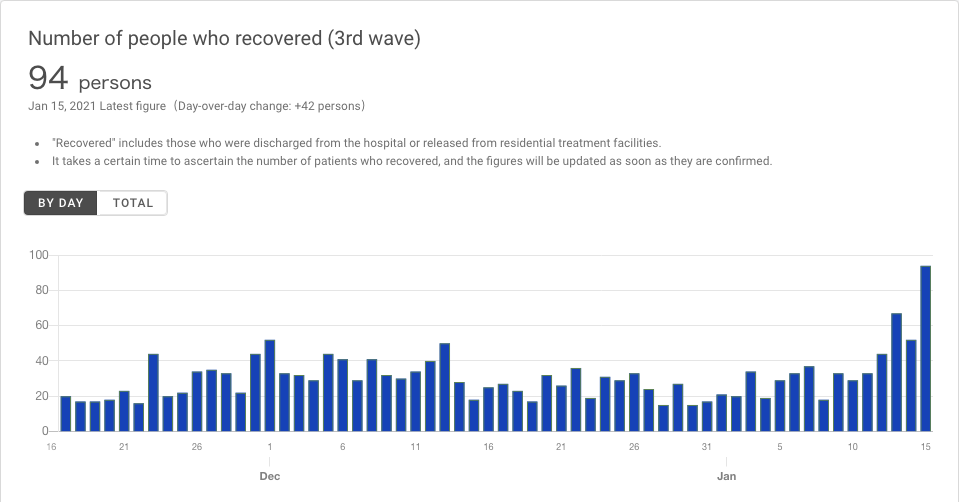 Number of people who recovered (3rd wave)
94 persons
Jan 15, 2021 Latest figure（Day-over-day change: +42 persons）
• "Recovered" includes those who were discharged from the hospital or released from residential treatment facilities.
• It takes a certain time to ascertain the number of patients who recovered, and the figures will be updated as soon as they are confirmed.
BY DAY TOTAL
100
80
60
40
20
0
16 21 26 1 6 11 16 21 26 31 5 10 15
Dec Jan